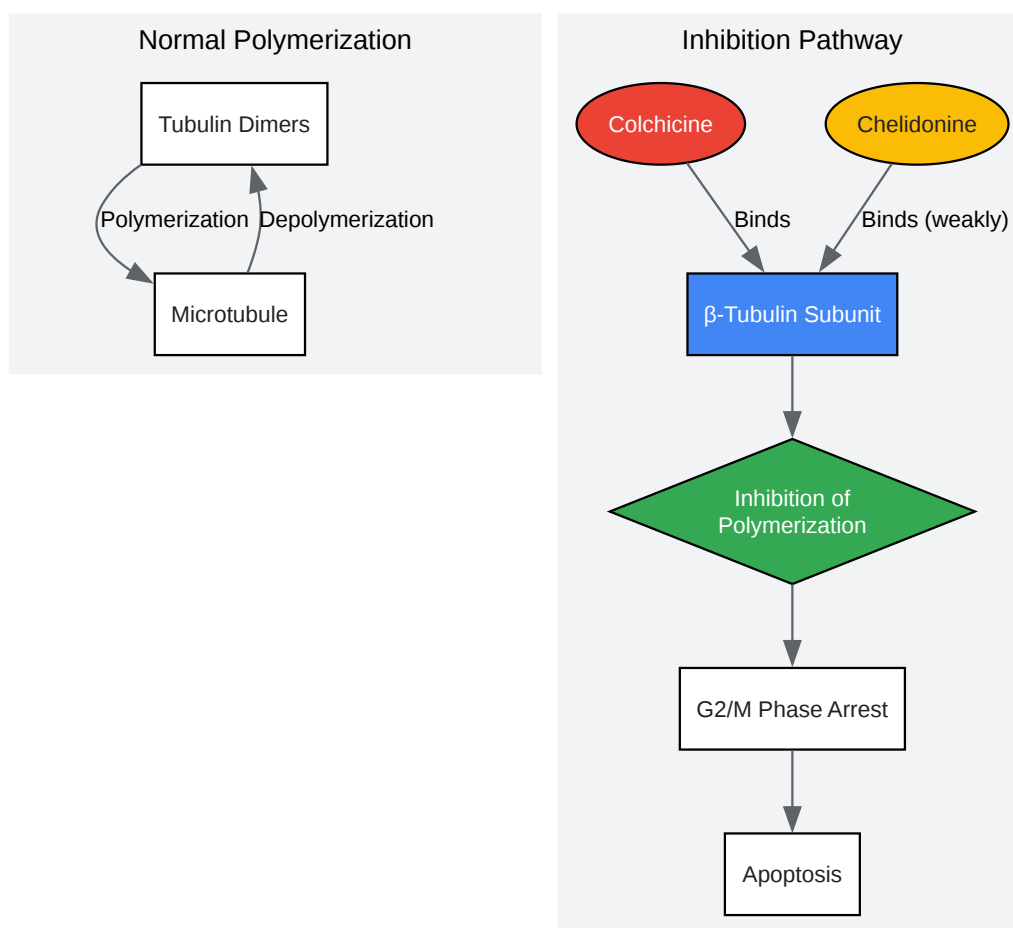 Normal Polymerization
Tubulin Dimers
Polymerization
Depolymerization
Microtubule
Inhibition Pathway
Colchicine
Chelidonine
Binds
Binds (weakly)
β-Tubulin Subunit
Inhibition of
Polymerization
G2/M Phase Arrest
Apoptosis